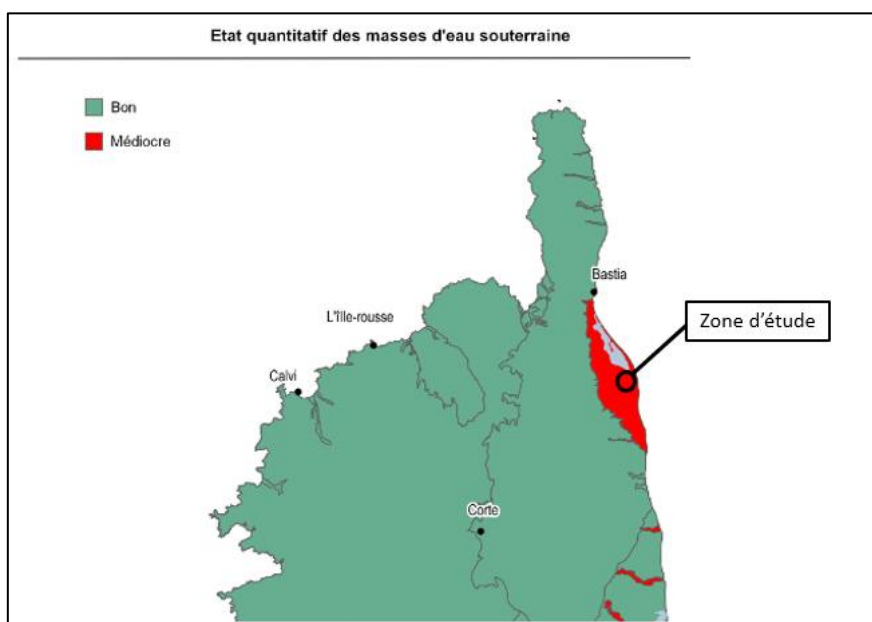 Etat quantitatif des masses d'eau souterraine
Bon
Médiocre
Bastia
L'île-rousse
Zone d'étude
Calvi
Corte